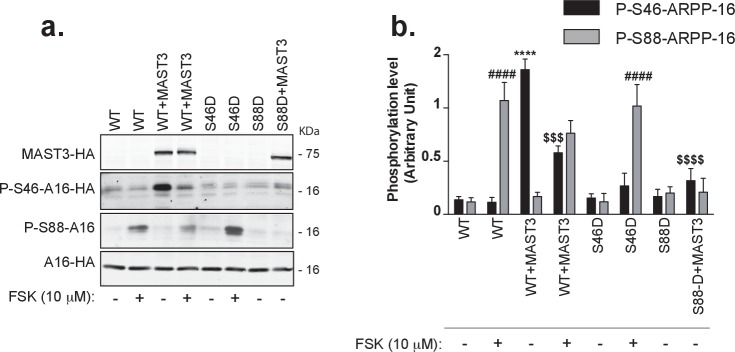 a.
WT
WT
WT+MAST3
WT+MAST3
S46D
S46D
S88D
S88D+MAST3
KDa
MAST3-HA
- 75
P-S46-A16-HA
- 16
P-S88-A16
- 16
A16-HA
- 16
FSK (10 µM): - + - + - + - -
b.
P-S46-ARPP-16
P-S88-ARPP-16
Phosphorylation level
(Arbitrary Unit)
2
1
0.5
0
####
****
$$$
####
$$$$
WT
WT
WT+MAST3
WT+MAST3
S46D
S46D
S88D
S88-D+MAST3
FSK (10 µM): - + - + - + - -